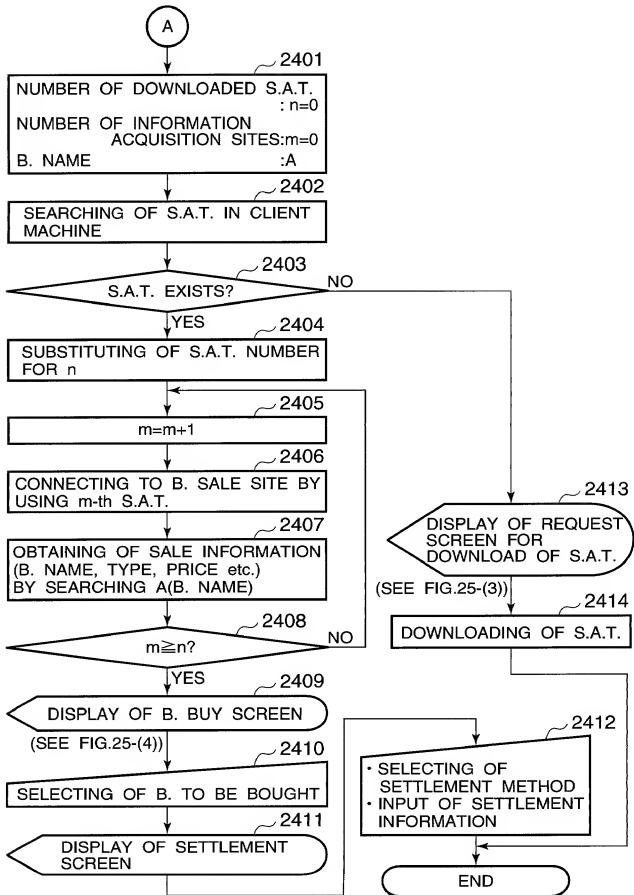 A
2401
NUMBER OF DOWNLOADED S.A.T.
: n=0
NUMBER OF INFORMATION
ACQUISITION SITES:m=0
B. NAME :A
2402
SEARCHING OF S.A.T. IN CLIENT
MACHINE
2403
S.A.T. EXISTS?
NO
YES
2404
SUBSTITUTING OF S.A.T. NUMBER
FOR n
2405
m=m+1
2406
CONNECTING TO B. SALE SITE BY
USING m-th S.A.T.
2407
OBTAINING OF SALE INFORMATION
(B. NAME, TYPE, PRICE etc.)
BY SEARCHING A(B. NAME)
2408
m≧n?
NO
YES
2409
DISPLAY OF B. BUY SCREEN
(SEE FIG.25-(4))
2410
SELECTING OF B. TO BE BOUGHT
2411
DISPLAY OF SETTLEMENT
SCREEN
2413
DISPLAY OF REQUEST
SCREEN FOR
DOWNLOAD OF S.A.T.
(SEE FIG.25-(3))
2414
DOWNLOADING OF S.A.T.
2412
· SELECTING OF
SETTLEMENT METHOD
· INPUT OF SETTLEMENT
INFORMATION
END